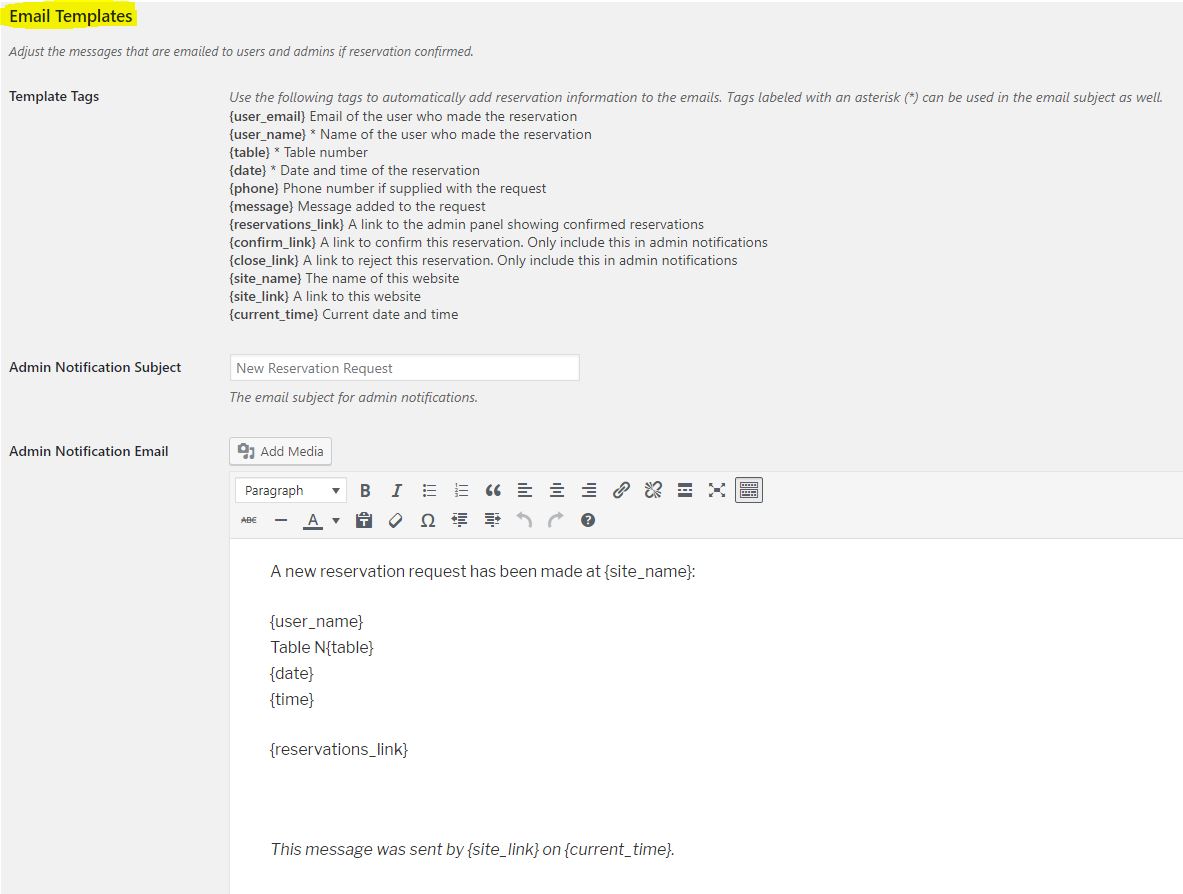 Email Templates
Adjust the messages that are emailed to users and admins if reservation confirmed.
Template Tags
Use the following tags to automatically add reservation information to the emails. Tags labeled with an asterisk (*) can be used in the email subject as well.
{user_email} Email of the user who made the reservation
{user_name} * Name of the user who made the reservation
{table} * Table number
{date} * Date and time of the reservation
{phone} Phone number if supplied with the request
{message} Message added to the request
{reservations_link} A link to the admin panel showing confirmed reservations
{confirm_link} A link to confirm this reservation. Only include this in admin notifications
{close_link} A link to reject this reservation. Only include this in admin notifications
{site_name} The name of this website
{site_link} A link to this website
{current_time} Current date and time
Admin Notification Subject
New Reservation Request
The email subject for admin notifications.
Admin Notification Email
Add Media
Paragraph B I
ABC A Ω ?
A new reservation request has been made at {site_name}:
{user_name}
Table N{table}
{date}
{time}
{reservations_link}
This message was sent by {site_link} on {current_time}.